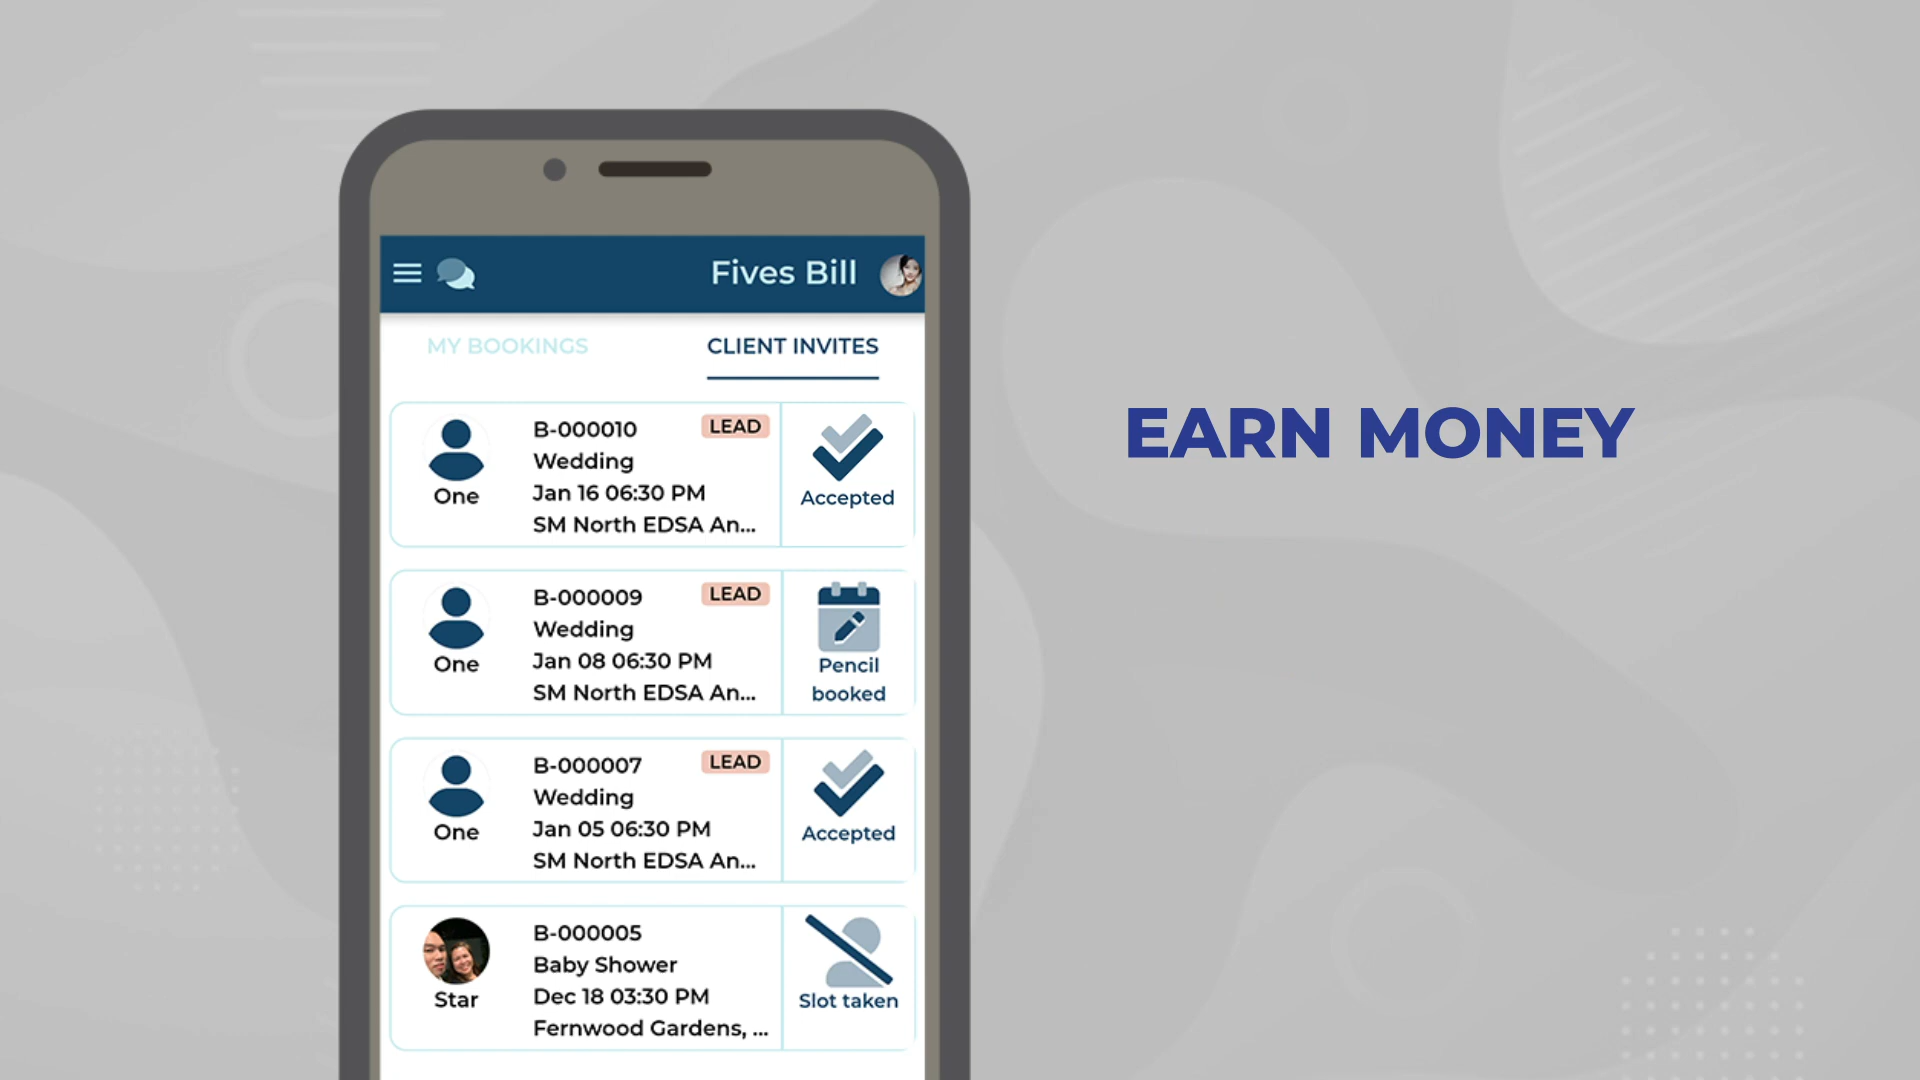 Fives Bill
MY BOOKINGS
CLIENT INVITES
B-000010
LEAD
Wedding
One
Jan 16 06:30 PM
SM North EDSA An...
Accepted
B-000009
LEAD
Wedding
One
Jan 08 06:30 PM
SM North EDSA An...
Pencil
booked
B-000007
LEAD
Wedding
One
Jan 05 06:30 PM
SM North EDSA An...
Accepted
B-000005
Baby Shower
Star
Dec 18 03:30 PM
Fernwood Gardens, ...
Slot taken
EARN MONEY